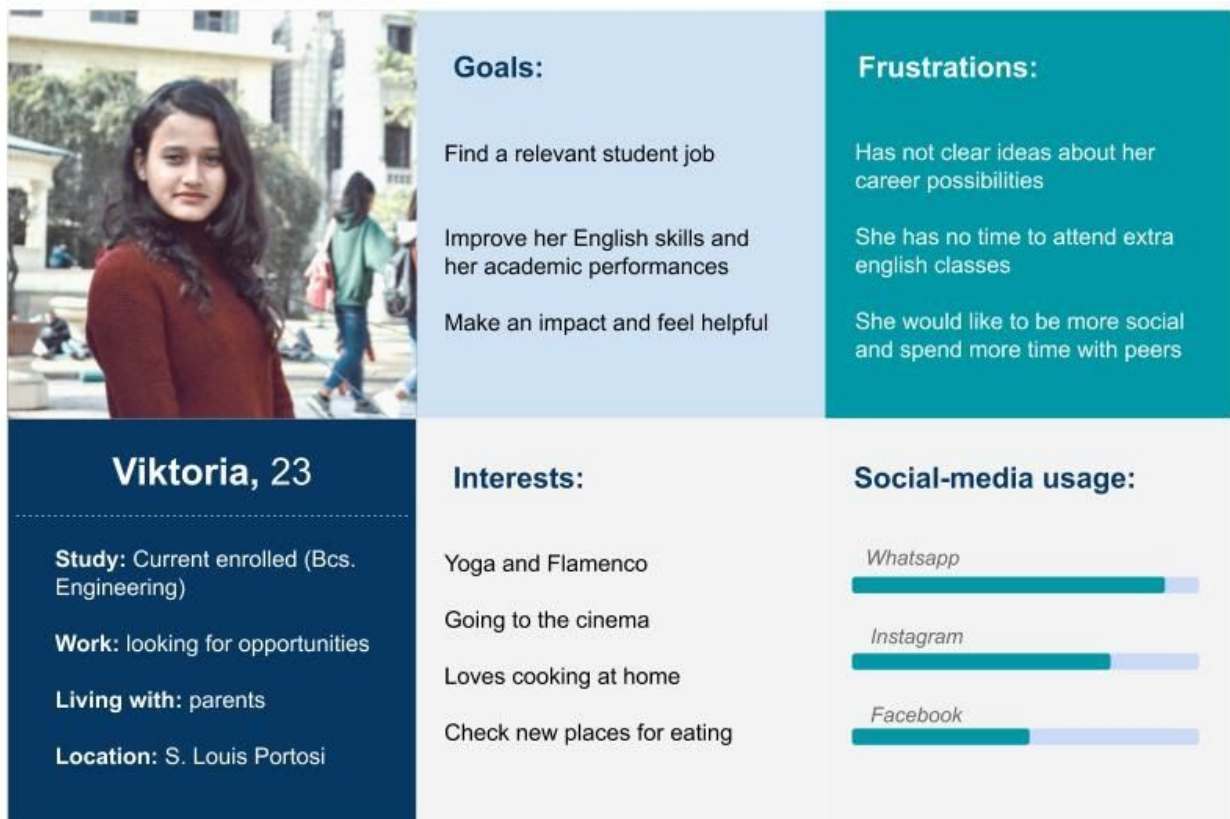 Goals:
Find a relevant student job
Improve her English skills and
her academic performances
Make an impact and feel helpful
Frustrations:
Has not clear ideas about her
career possibilities
She has no time to attend extra
english classes
She would like to be more social
and spend more time with peers
Viktoria, 23
Study: Current enrolled (Bcs.
Engineering)
Work: looking for opportunities
Living with: parents
Location: S. Louis Portosi
Interests:
Yoga and Flamenco
Going to the cinema
Loves cooking at home
Check new places for eating
Social-media usage:
Whatsapp
Instagram
Facebook